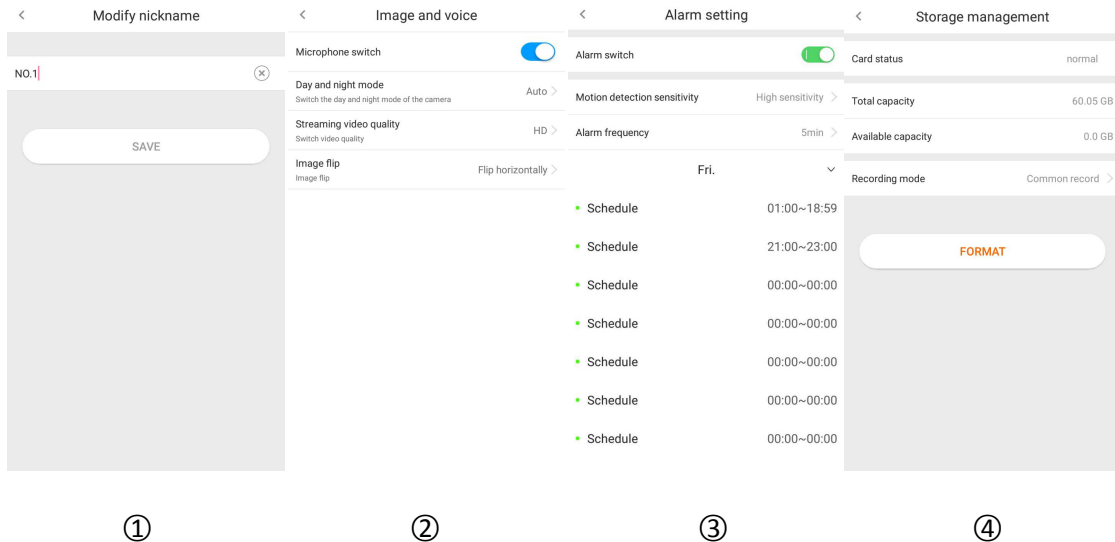 Modify nickname
NO.1
SAVE
①
Image and voice
Microphone switch
Day and night mode
Switch the day and night mode of the camera
Auto
Streaming video quality
Switch video quality
HD
Image flip
Image flip
Flip horizontally
②
Alarm setting
Alarm switch
Motion detection sensitivity High sensitivity
Alarm frequency 5min
Fri.
Schedule 01:00~18:59
Schedule 21:00~23:00
Schedule 00:00~00:00
Schedule 00:00~00:00
Schedule 00:00~00:00
Schedule 00:00~00:00
Schedule 00:00~00:00
③
Storage management
Card status normal
Total capacity 60.05 GB
Available capacity 0.0 GB
Recording mode Common record
FORMAT
④